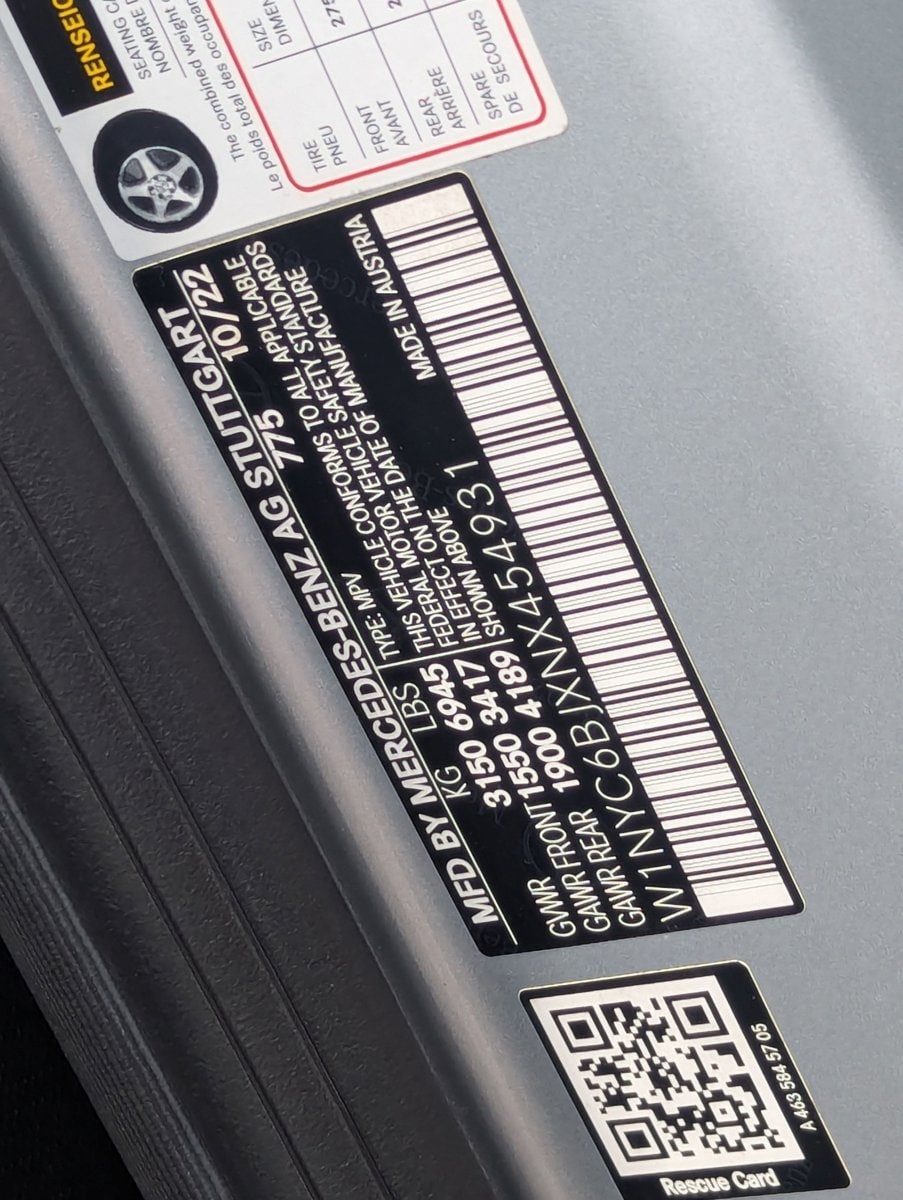 RENSEIG
SEATING CA
NOMBRE D
The combined weight o
Le poids total des occupan
TIRE
PNEU
SIZE
DIMEN
FRONT
AVANT
275
REAR
ARRIÈRE
2
SPARE
DE SECOURS
MFD BY MERCEDES-BENZ AG STUTTGART
KG LBS
775 10/22
GVWR 3150 6945
GAWR FRONT 1550 3417
GAWR REAR 1900 4189
TYPE: MPV
THIS VEHICLE CONFORMS TO ALL APPLICABLE
FEDERAL MOTOR VEHICLE SAFETY STANDARDS
IN EFFECT ON THE DATE OF MANUFACTURE
SHOWN ABOVE
MADE IN AUSTRIA
W1NYC6BJXNX454931
A 463 584 57 05
Rescue Card